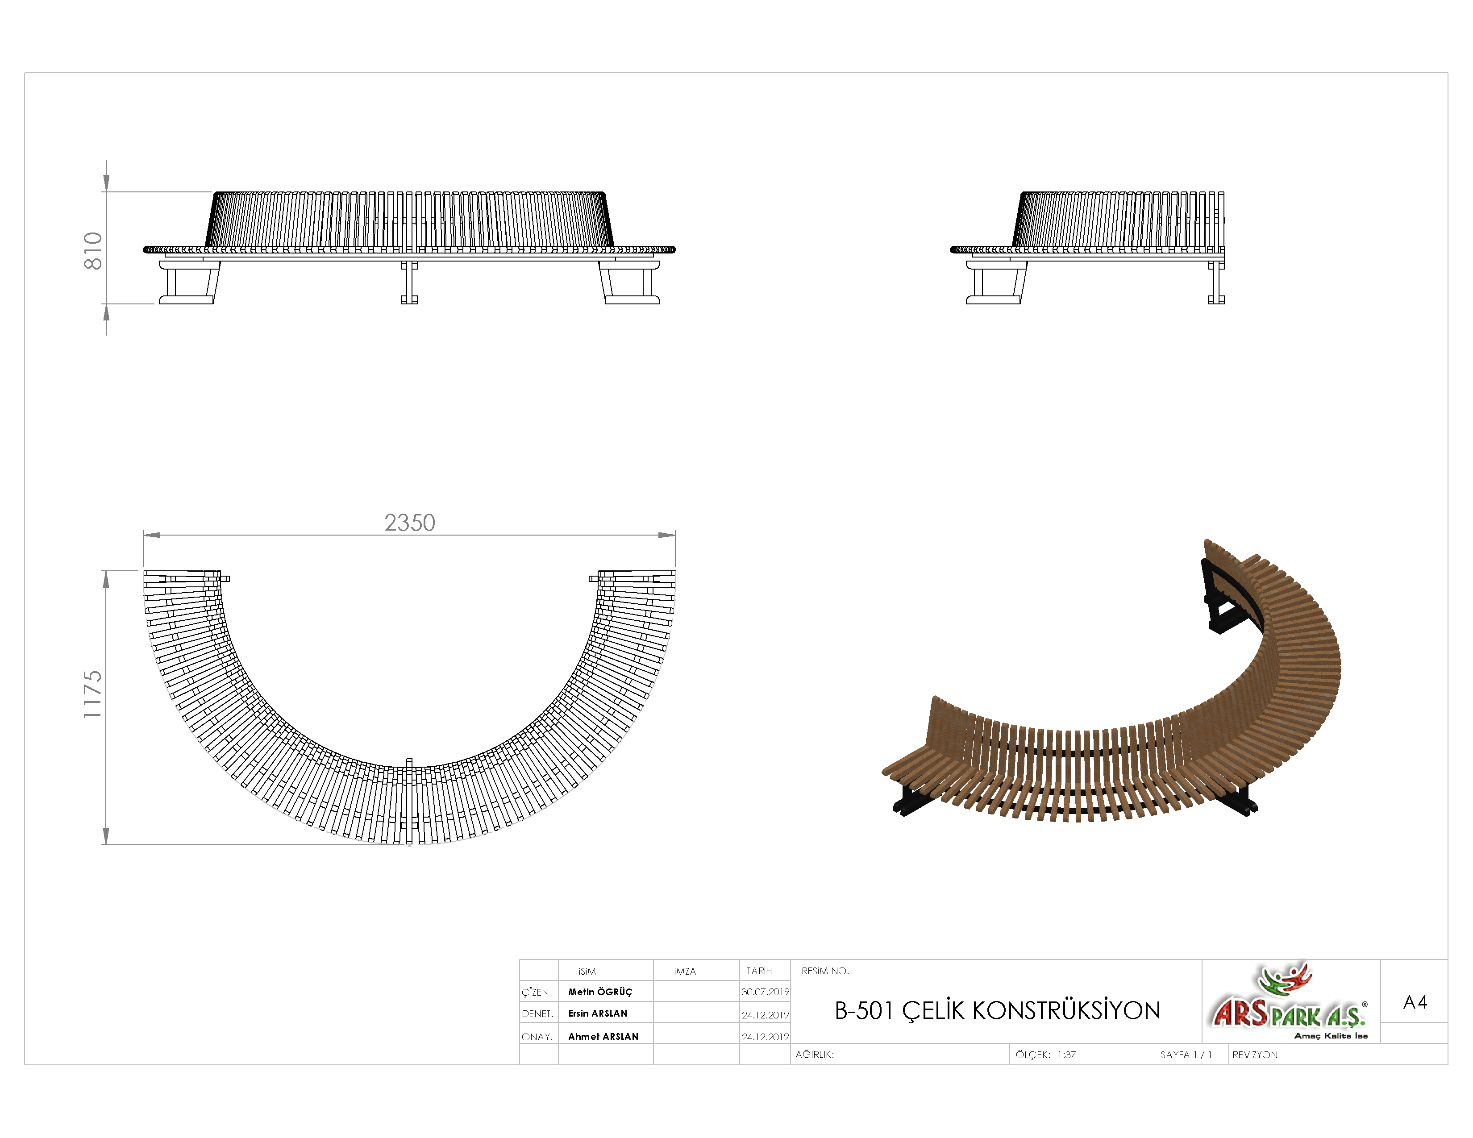 810
2350
1175
İSİM
İMZA
TARİH
RESİM NO.
ÇİZEN
Metin ÖGRÜÇ
30.07.2019
DENET.
Ersin ARSLAN
24.12.2019
B-501 ÇELİK KONSTRÜKSİYON
ONAY.
Ahmet ARSLAN
24.12.2019
ARSPARK A.Ş.®
Amaç Kalite İse
A4
AĞIRLIK:
ÖLÇEK: 1:37
SAYFA 1 / 1
REVİZYON